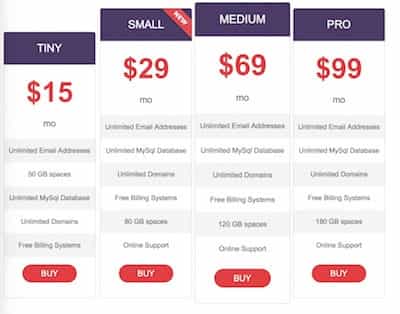 TINY
$15
mo
Unlimited Email Addresses
50 GB spaces
Unlimited MySql Database
Unlimited Domains
Free Billing Systems
BUY
SMALL
NEW
$29
mo
Unlimited Email Addresses
Unlimited MySql Database
Unlimited Domains
Free Billing Systems
80 GB spaces
Online Support
BUY
MEDIUM
$69
mo
Unlimited Email Addresses
Unlimited MySql Database
Unlimited Domains
Free Billing Systems
120 GB spaces
Online Support
BUY
PRO
$99
mo
Unlimited Email Addresses
Unlimited MySql Database
Unlimited Domains
Free Billing Systems
180 GB spaces
Online Support
BUY